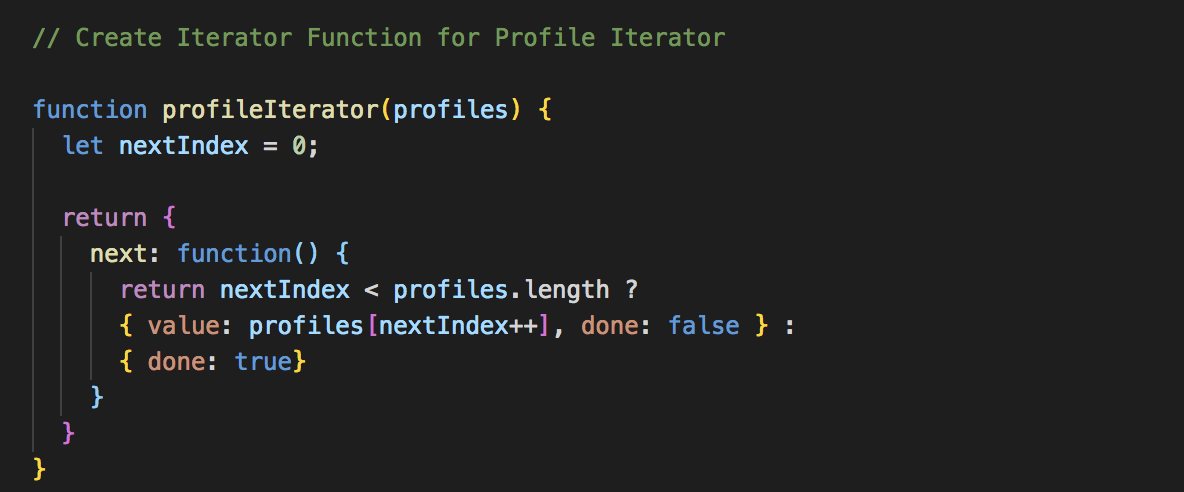 // Create Iterator Function for Profile Iterator
function profileIterator(profiles) {
let nextIndex = 0;
return {
next: function() {
return nextIndex < profiles.length ?
{ value: profiles[nextIndex++], done: false } :
{ done: true}
}
}
}